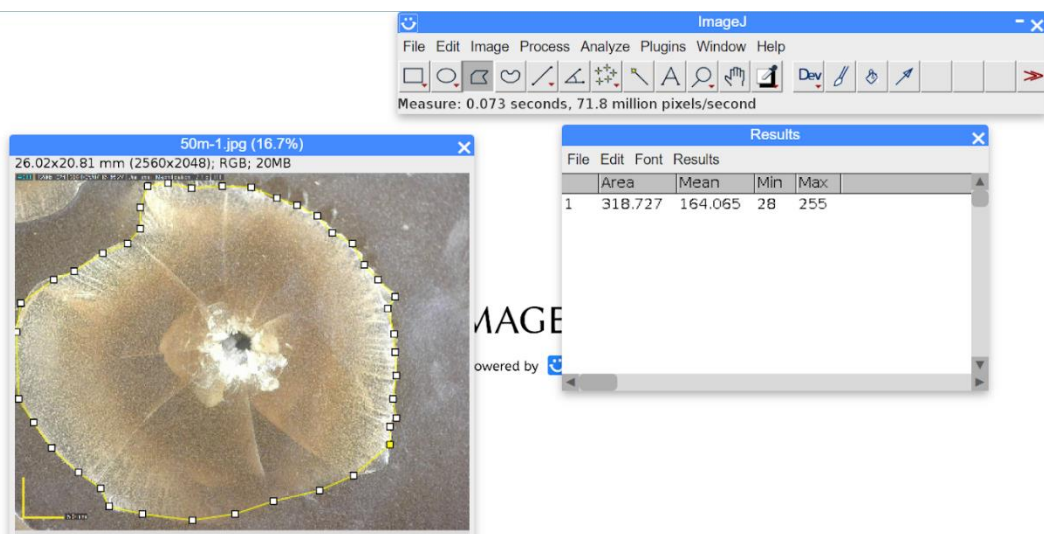 ImageJ
File Edit Image Process Analyze Plugins Window Help
A Dev
Measure: 0.073 seconds, 71.8 million pixels/second
50m-1.jpg (16.7%)
26.02x20.81 mm (2560x2048); RGB; 20MB
Results
File Edit Font Results
Area Mean Min Max
1 318.727 164.065 28 255
MAGE
owered by